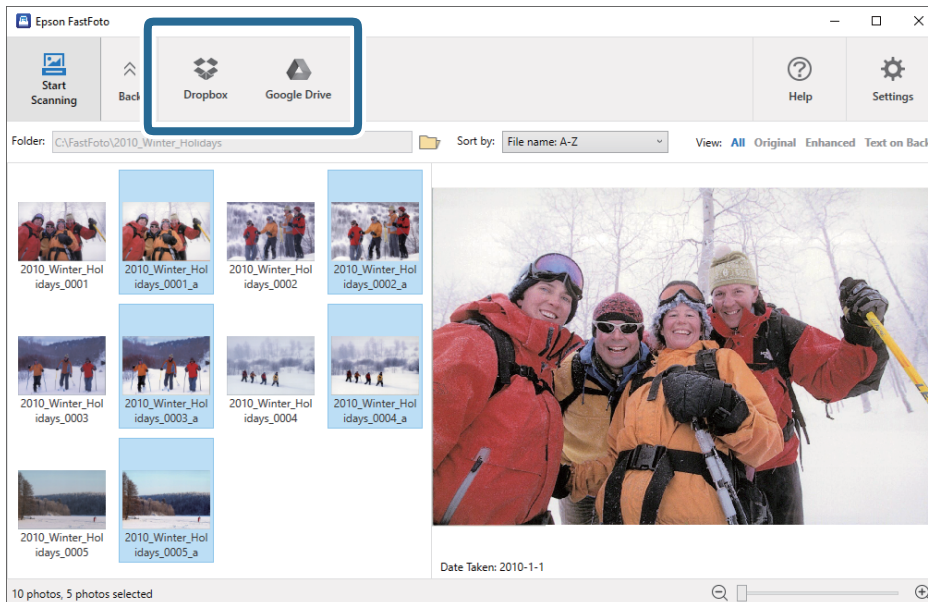 Epson FastFoto
Start
Scanning
Back
Dropbox
Google Drive
Help
Settings
Folder: C:\FastFoto\2010_Winter_Holidays
Sort by: File name: A-Z
View: All Original Enhanced Text on Back
2010_Winter_Hol
idays_0001
2010_Winter_Hol
idays_0001_a
2010_Winter_Hol
idays_0002
2010_Winter_Hol
idays_0002_a
2010_Winter_Hol
idays_0003
2010_Winter_Hol
idays_0003_a
2010_Winter_Hol
idays_0004
2010_Winter_Hol
idays_0004_a
2010_Winter_Hol
idays_0005
2010_Winter_Hol
idays_0005_a
Date Taken: 2010-1-1
10 photos, 5 photos selected